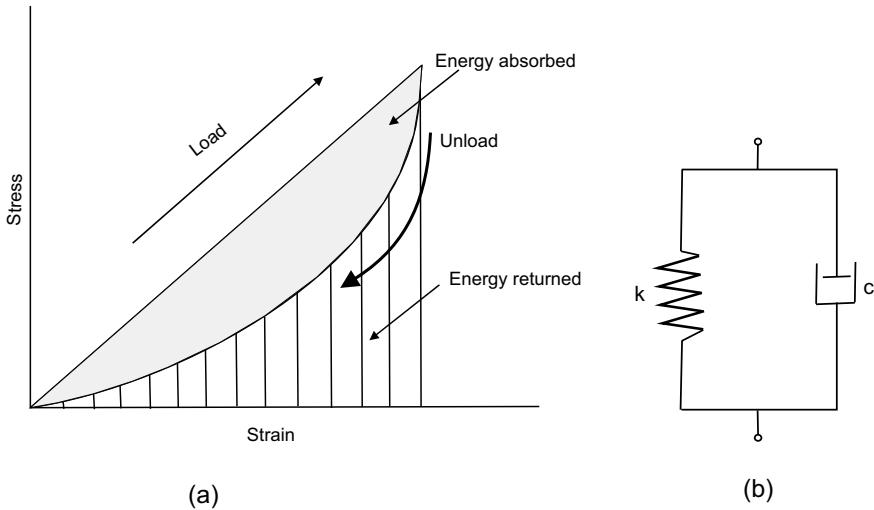 Energy absorbed
Load
Unload
Stress
Energy returned
Strain
(a)
k
c
(b)